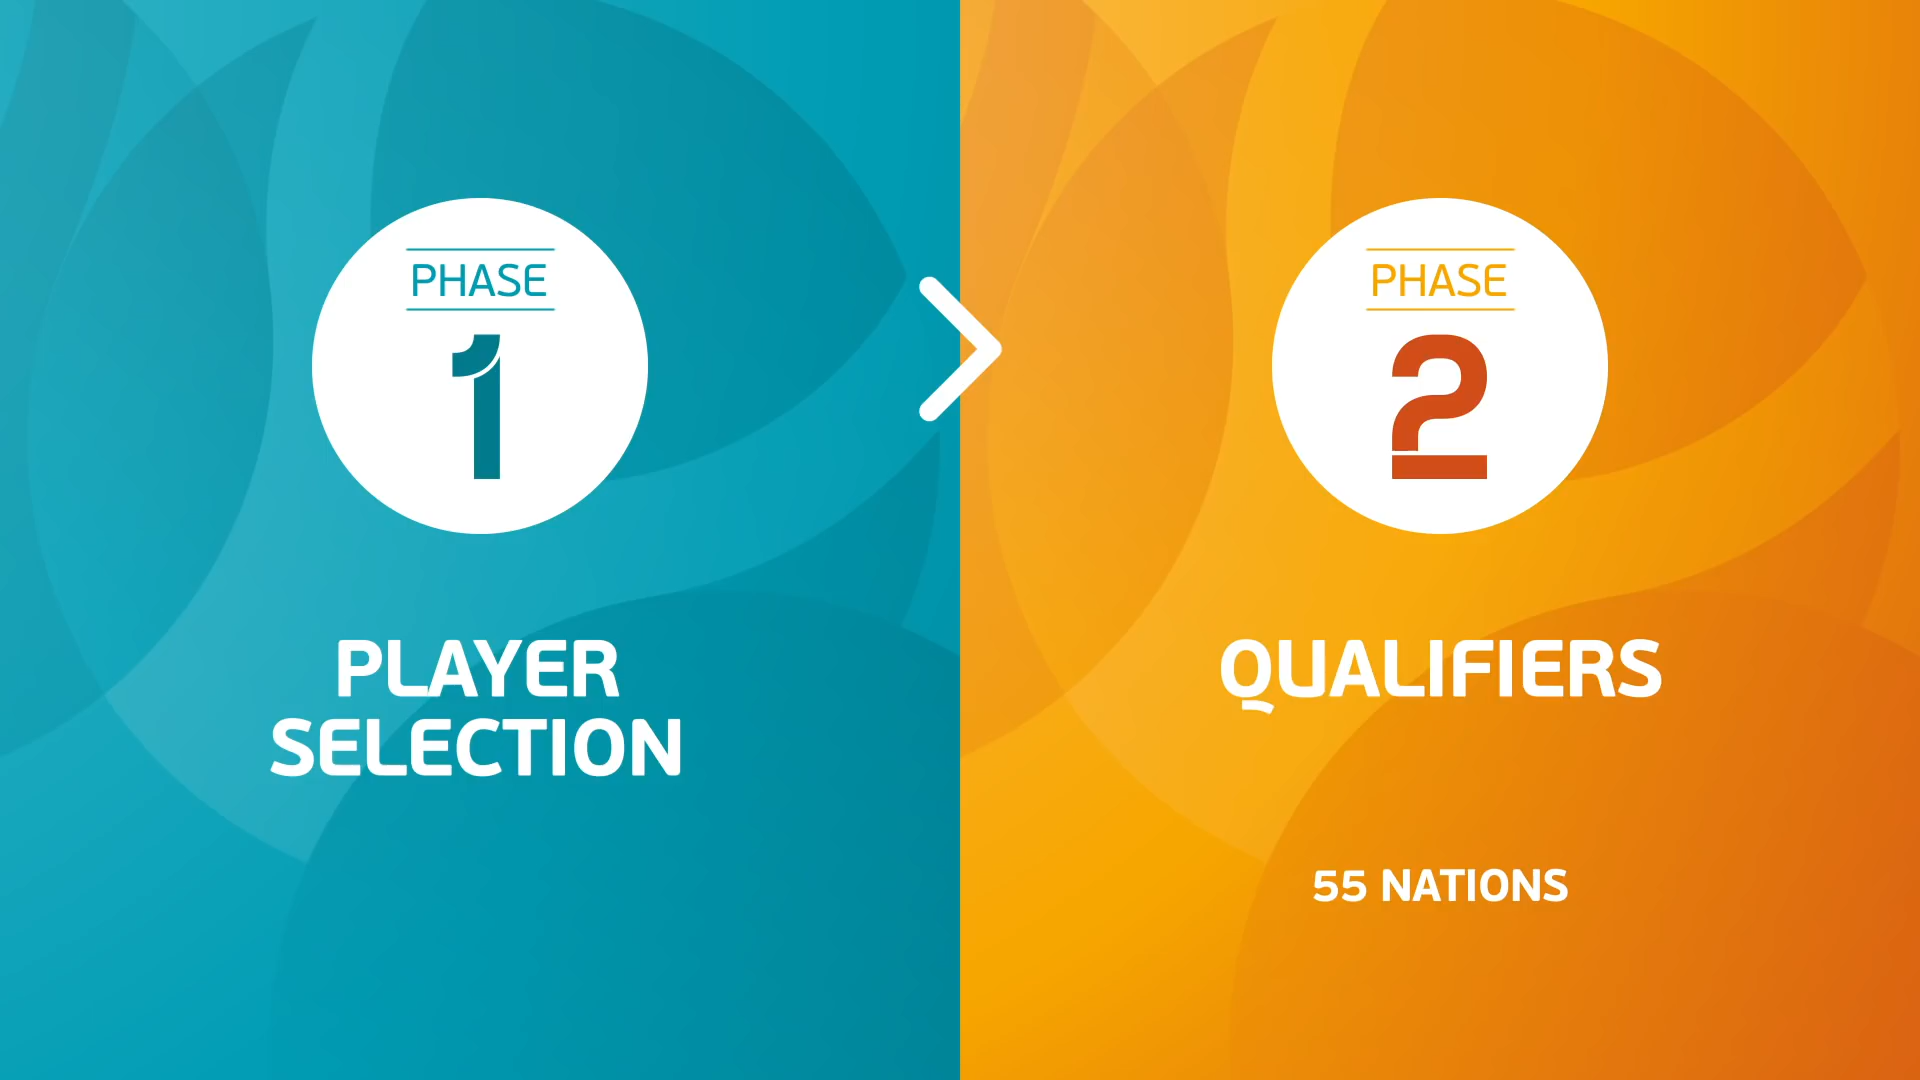 PHASE
1
PLAYER
SELECTION
PHASE
2
QUALIFIERS
55 NATIONS